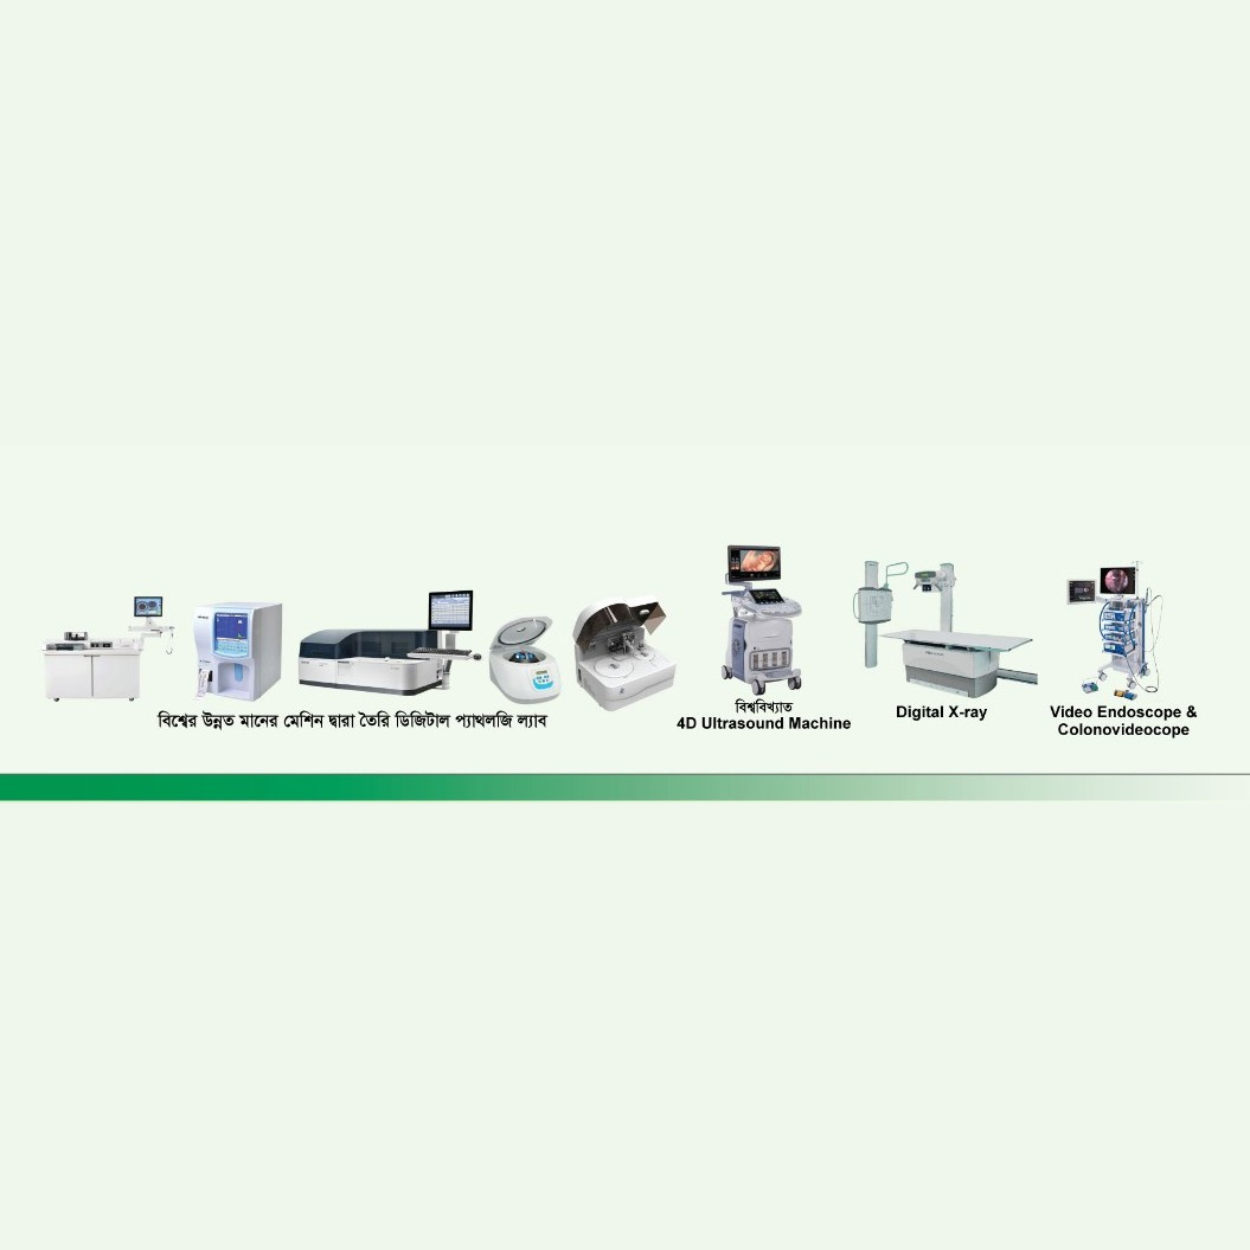 বিশ্বের উন্নত মানের মেশিন দ্বারা তৈরি ডিজিটাল প্যাথলজি ল্যাব
বিশ্ববিখ্যাত
4D Ultrasound Machine
Digital X-ray
Video Endoscope &
Colonovideocope